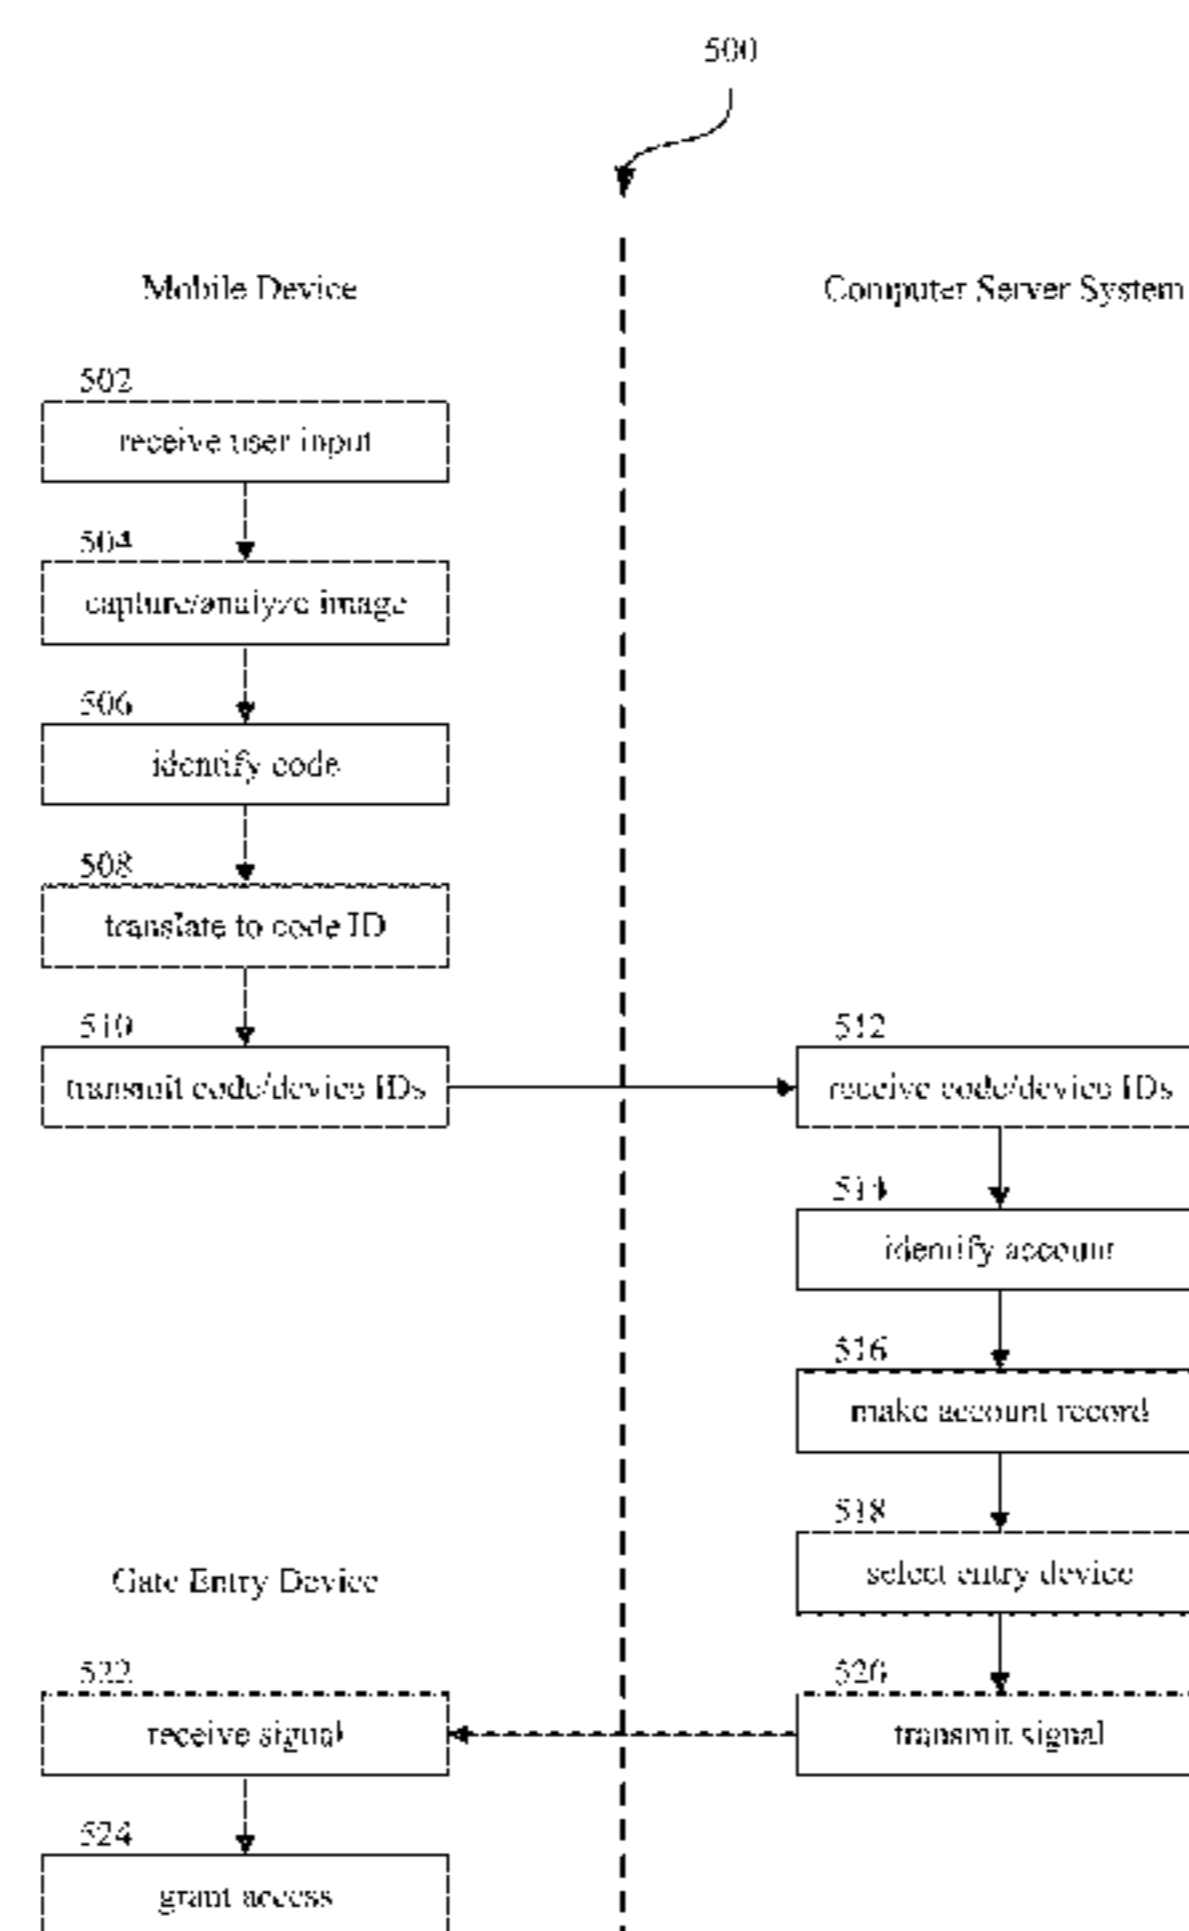 500
Mobile Device
Computer Server System
502
receive user input
504
capture/analyze image
506
identify code
508
translate to code ID
510
transmit code/device IDs
512
receive code/device IDs
514
identify account
516
make account record
518
select entry device
520
transmit signal
Gate Entry Device
522
receive signal
524
grant access